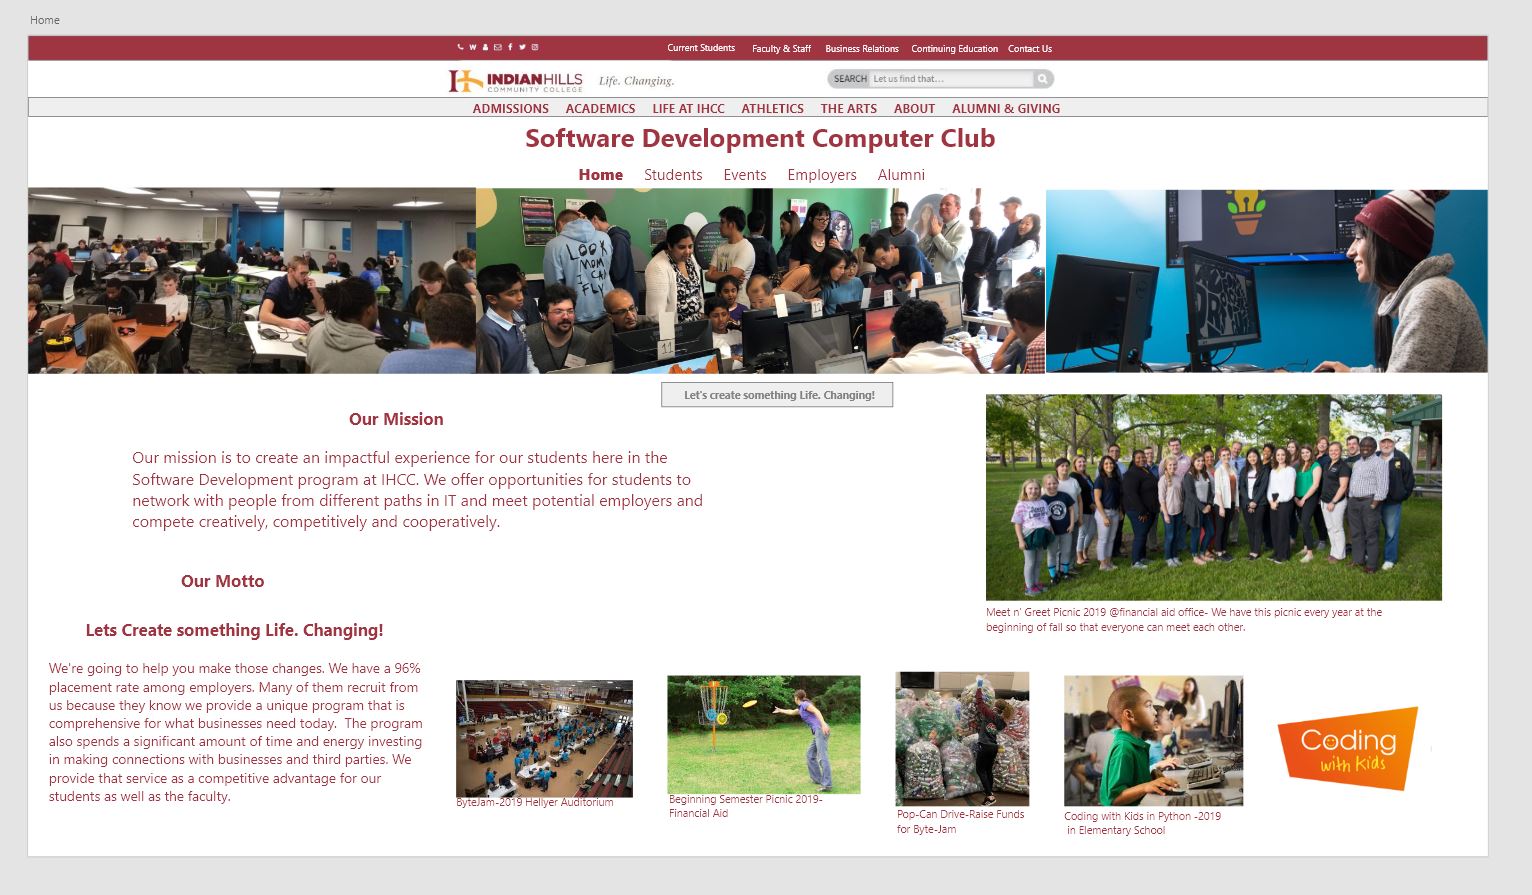 Home
Current Students Faculty & Staff Business Relations Continuing Education Contact Us
INDIANHILLS
COMMUNITY COLLEGE
Life. Changing.
SEARCH Let us find that...
ADMISSIONS ACADEMICS LIFE AT IHCC ATHLETICS THE ARTS ABOUT ALUMNI & GIVING
Software Development Computer Club
Home Students Events Employers Alumni
LOOK
MOM
I CAN
FLY
11
Let's create something Life. Changing!
Our Mission
Our mission is to create an impactful experience for our students here in the
Software Development program at IHCC. We offer opportunities for students to
network with people from different paths in IT and meet potential employers and
compete creatively, competitively and cooperatively.
Meet n' Greet Picnic 2019 @financial aid office- We have this picnic every year at the
beginning of fall so that everyone can meet each other.
Our Motto
Lets Create something Life. Changing!
We're going to help you make those changes. We have a 96%
placement rate among employers. Many of them recruit from
us because they know we provide a unique program that is
comprehensive for what businesses need today. The program
also spends a significant amount of time and energy investing
in making connections with businesses and third parties. We
provide that service as a competitive advantage for our
students as well as the faculty.
ByteJam-2019 Hellyer Auditorium
Beginning Semester Picnic 2019-
Financial Aid
Pop-Can Drive-Raise Funds
for Byte-Jam
Coding with Kids in Python -2019
in Elementary School
Coding
with Kids